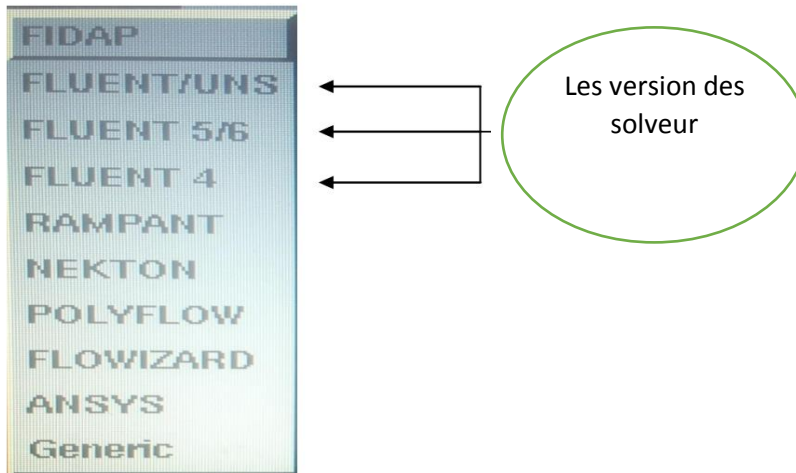 FIDAP
FLUENT/UNS
FLUENT 5/6
FLUENT 4
RAMPANT
NEKTON
POLYFLOW
FLOWIZARD
ANSYS
Generic
Les version des
solveur